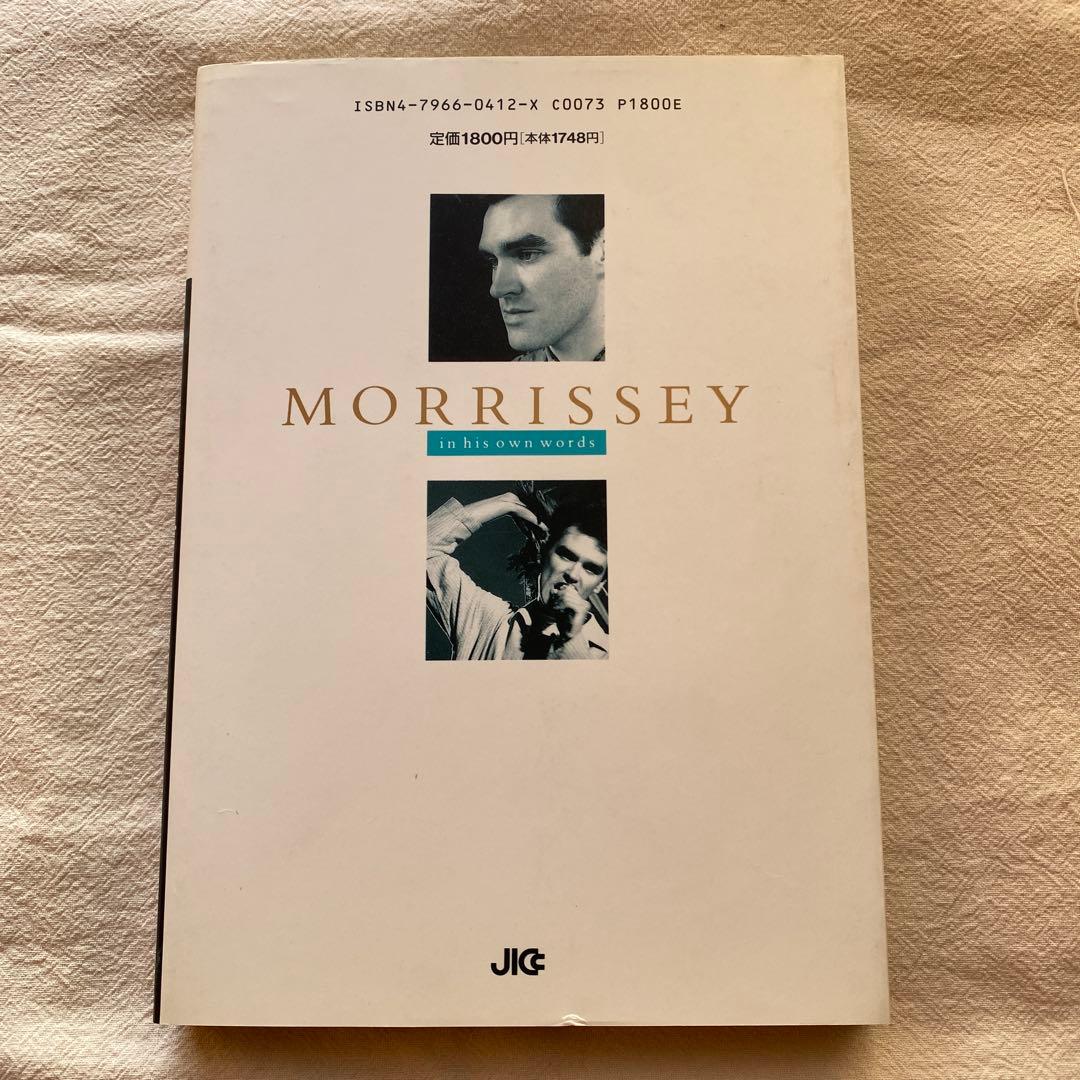 ISBN4-7966-0412-X C0073 P1800E
定価1800円[本体1748円]
MORRISSEY
in his own words
JICC